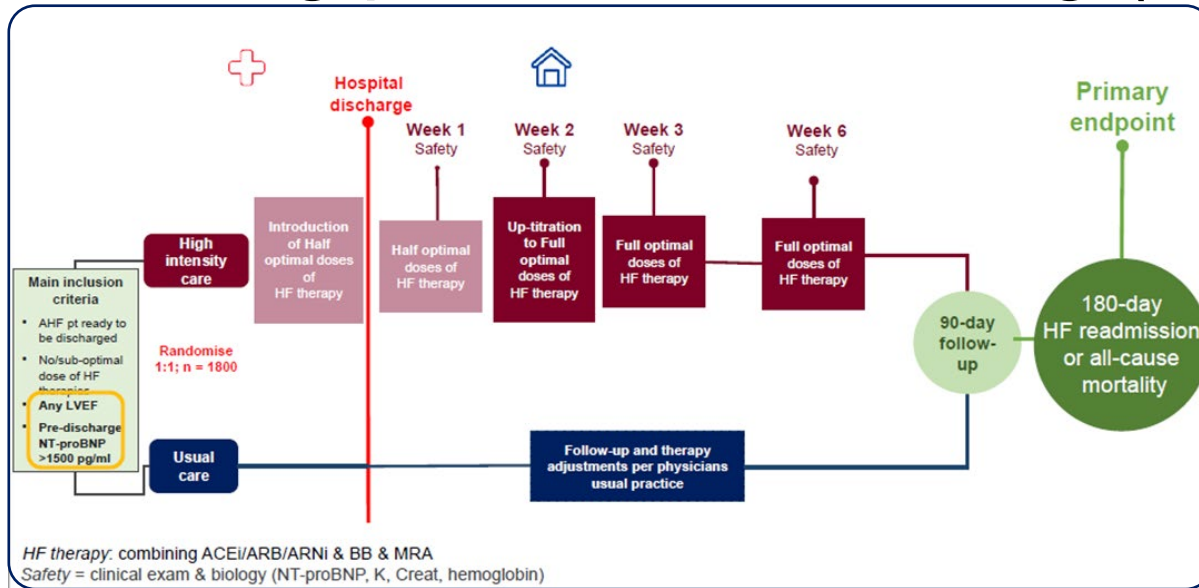 Hospital
discharge
Week 1
Safety
Week 2
Safety
Week 3
Safety
Week 6
Safety
Primary
endpoint
High
intensity
care
Introduction
of Half
optimal doses
of
HF therapy
Half optimal
doses of
HF therapy
Up-titration
to Full
optimal
doses of
HF therapy
Full optimal
doses of
HF therapy
Full optimal
doses of
HF therapy
Main inclusion
criteria
• AHF pt ready to
be discharged
• No/sub-optimal
dose of HF
therapies
• Any LVEF
• Pre-discharge
NT-proBNP
>1500 pg/ml
Randomise
1:1; n = 1800
90-day
follow-
up
180-day
HF readmission
or all-cause
mortality
Usual
care
Follow-up and therapy
adjustments per physicians
usual practice
HF therapy: combining ACEi/ARB/ARNi & BB & MRA
Safety = clinical exam & biology (NT-proBNP, K, Creat, hemoglobin)